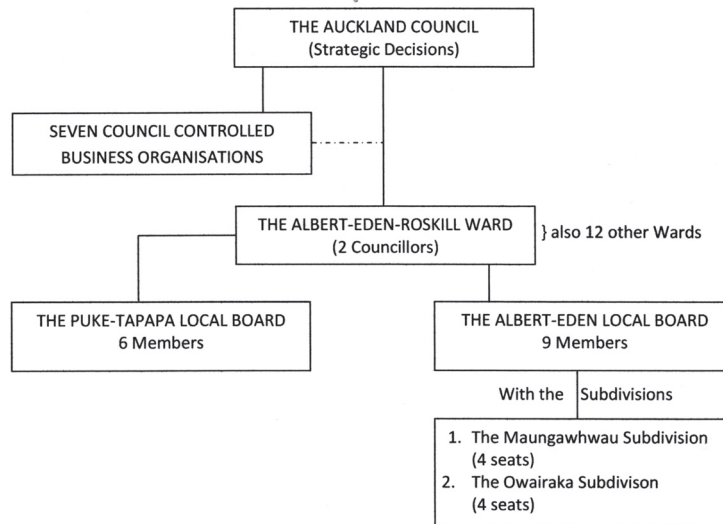 THE AUCKLAND COUNCIL
(Strategic Decisions)
SEVEN COUNCIL CONTROLLED
BUSINESS ORGANISATIONS
THE ALBERT-EDEN-ROSKILL WARD
(2 Councillors)
} also 12 other Wards
THE PUKE-TAPAPA LOCAL BOARD
6 Members
THE ALBERT-EDEN LOCAL BOARD
9 Members
With the Subdivisions
1. The Maungawhwau Subdivision
(4 seats)
2. The Owairaka Subdivison
(4 seats)